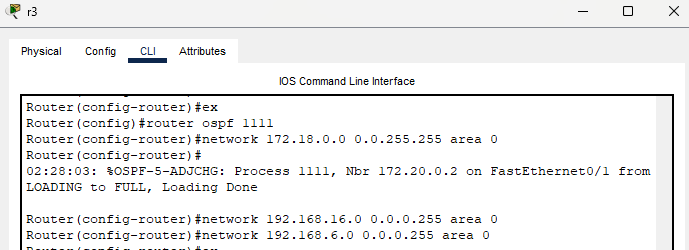 r3
Physical Config CLI Attributes
IOS Command Line Interface
Router(config-router)#ex
Router(config)#router ospf 1111
Router(config-router)#network 172.18.0.0 0.0.255.255 area 0
Router(config-router)#
02:28:03: %OSPF-5-ADJCHG: Process 1111, Nbr 172.20.0.2 on FastEthernet0/1 from
LOADING to FULL, Loading Done
Router(config-router)#network 192.168.16.0 0.0.0.255 area 0
Router(config-router)#network 192.168.6.0 0.0.0.255 area 0